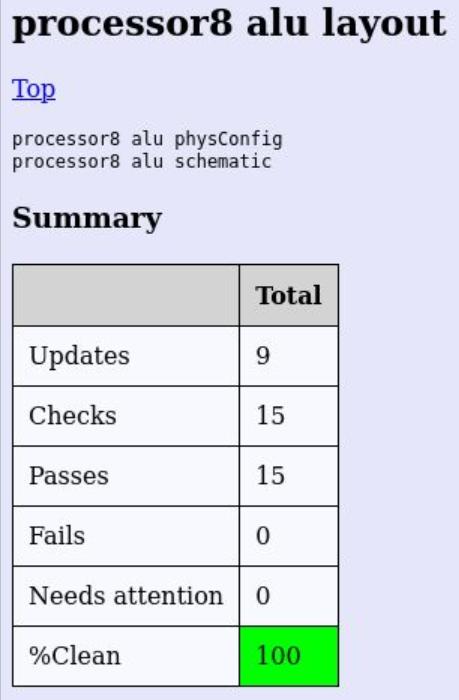 processor8 alu layout
Top
processor8 alu physConfig
processor8 alu schematic
Summary
Total
Updates 9
Checks 15
Passes 15
Fails 0
Needs attention 0
%Clean 100